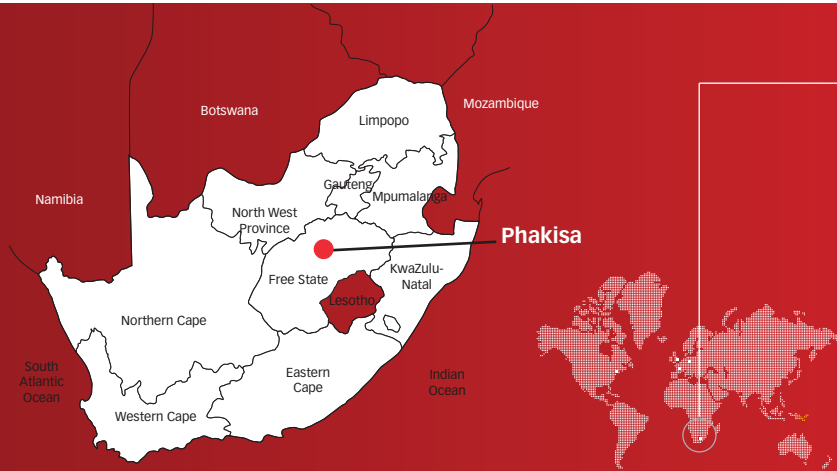 Botswana
Mozambique
Limpopo
Gauteng
Mpumalanga
Namibia
North West
Province
Phakisa
Free State
KwaZulu-
Natal
Lesotho
Northern Cape
South
Atlantic
Ocean
Eastern
Cape
Indian
Ocean
Western Cape